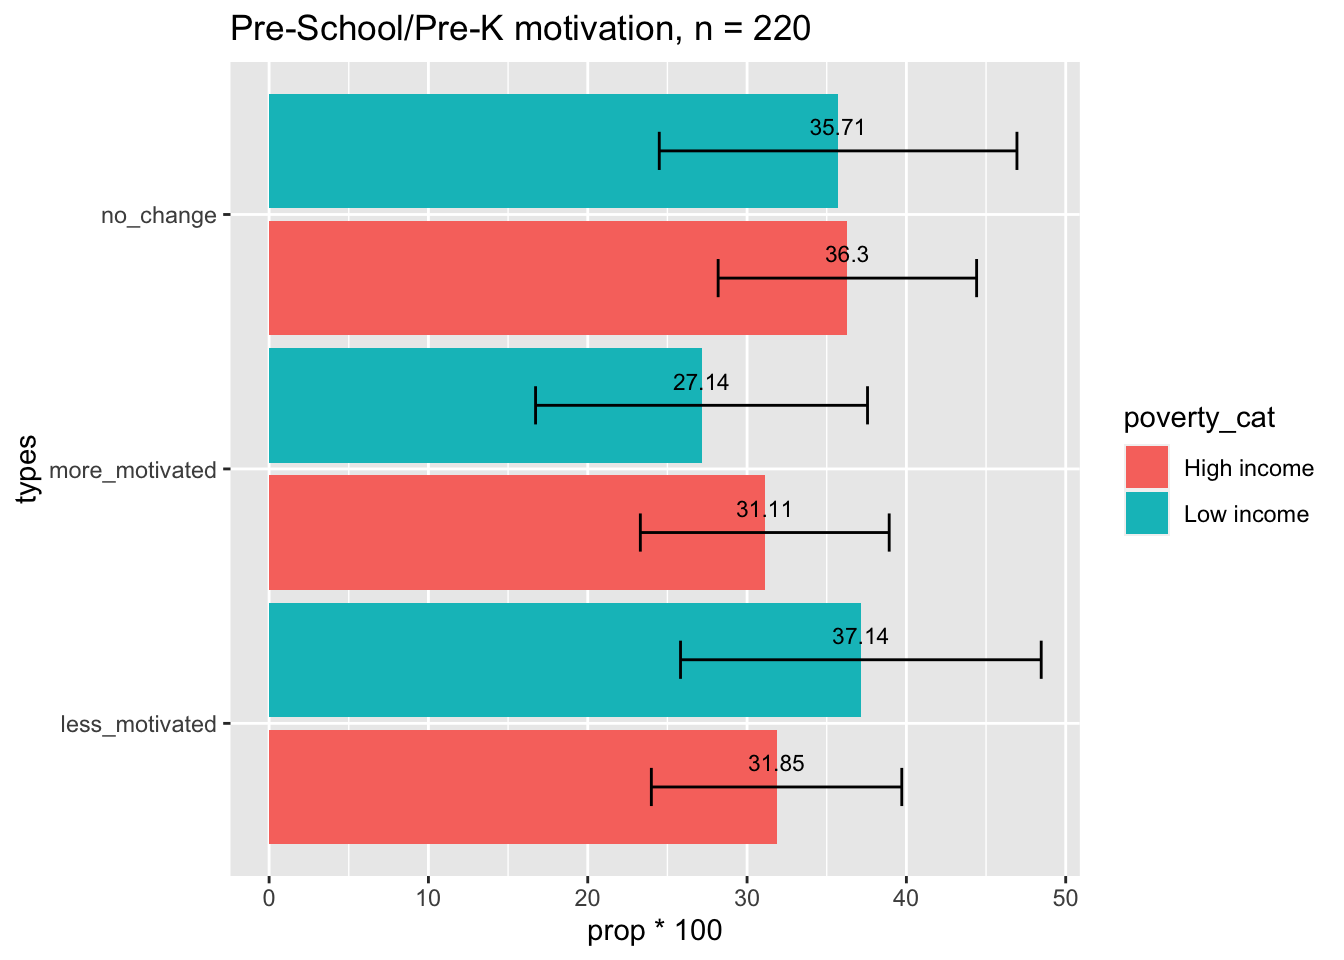 Pre-School/Pre-K motivation, n = 220
types
no_change
more_motivated
less_motivated
35.71
36.3
27.14
31.11
37.14
31.85
0 10 20 30 40 50
prop * 100
poverty_cat
High income
Low income